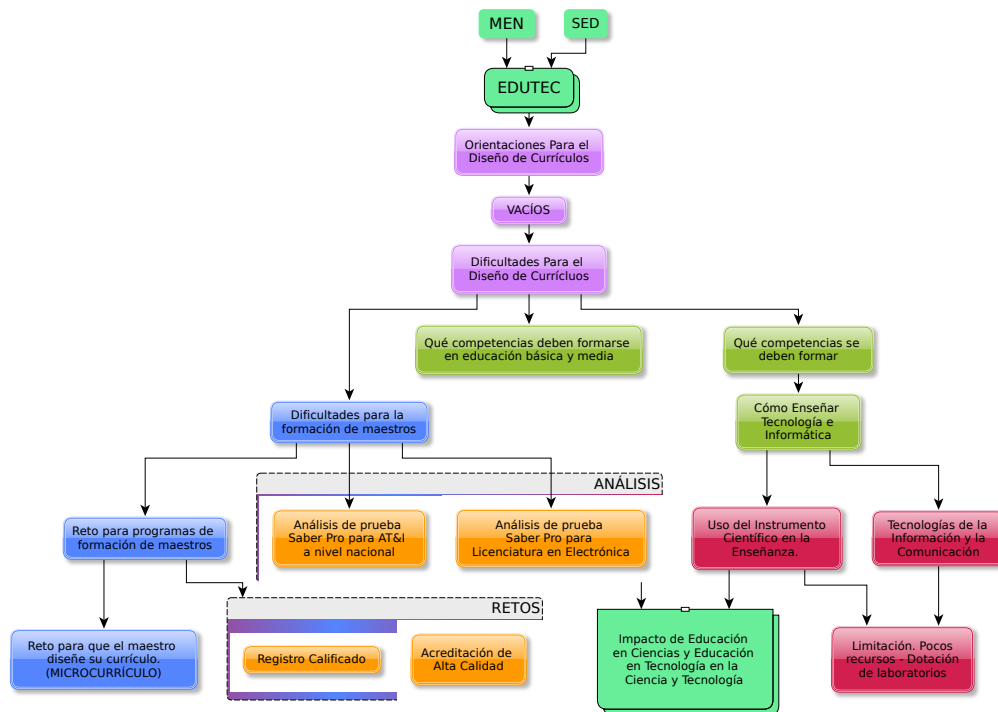 MEN
SED
EDUTEC
Orientaciones Para el
Diseño de Currículos
VACÍOS
Dificultades Para el
Diseño de Currícluos
Qué competencias deben formarse
en educación básica y media
Qué competencias se
deben formar
Dificultades para la
formación de maestros
Cómo Enseñar
Tecnología e
Informática
ANÁLISIS
Reto para programas de
formación de maestros
Análisis de prueba
Saber Pro para AT&I
a nivel nacional
Análisis de prueba
Saber Pro para
Licenciatura en Electrónica
Uso del Instrumento
Científico en la
Enseñanza.
Tecnologías de la
Información y la
Comunicación
RETOS
Reto para que el maestro
diseñe su currículo.
(MICROCURRÍCULO)
Registro Calificado
Acreditación de
Alta Calidad
Impacto de Educación
en Ciencias y Educación
en Tecnología en la
Ciencia y Tecnología
Limitación. Pocos
recursos - Dotación
de laboratorios